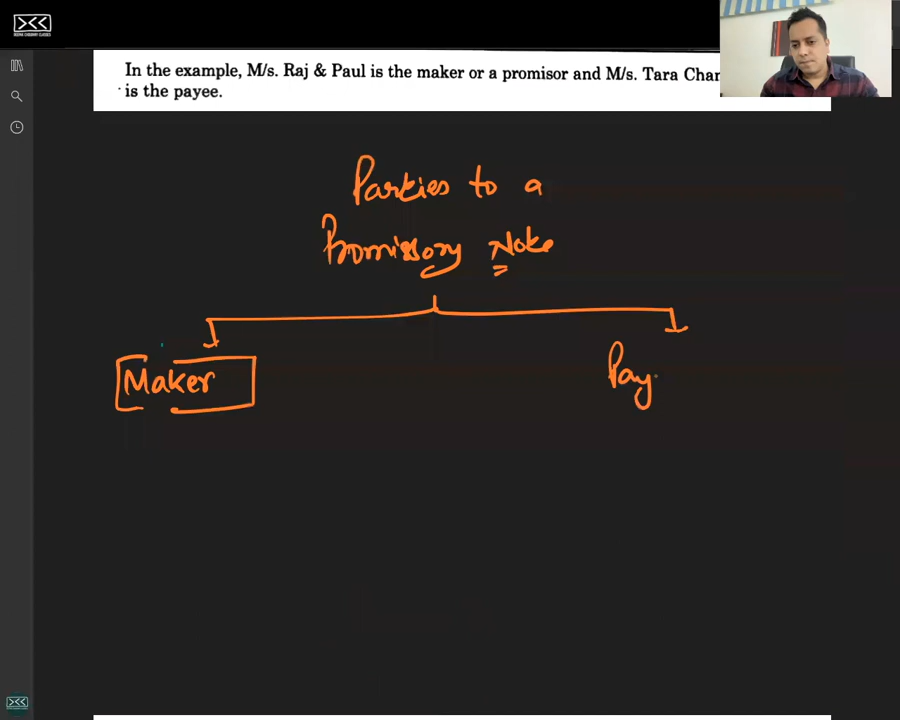 In the example, M/s. Raj & Paul is the maker or a promisor and M/s. Tara Chan
is the payee.
Parties to a
Promissory Note
Maker
Pay